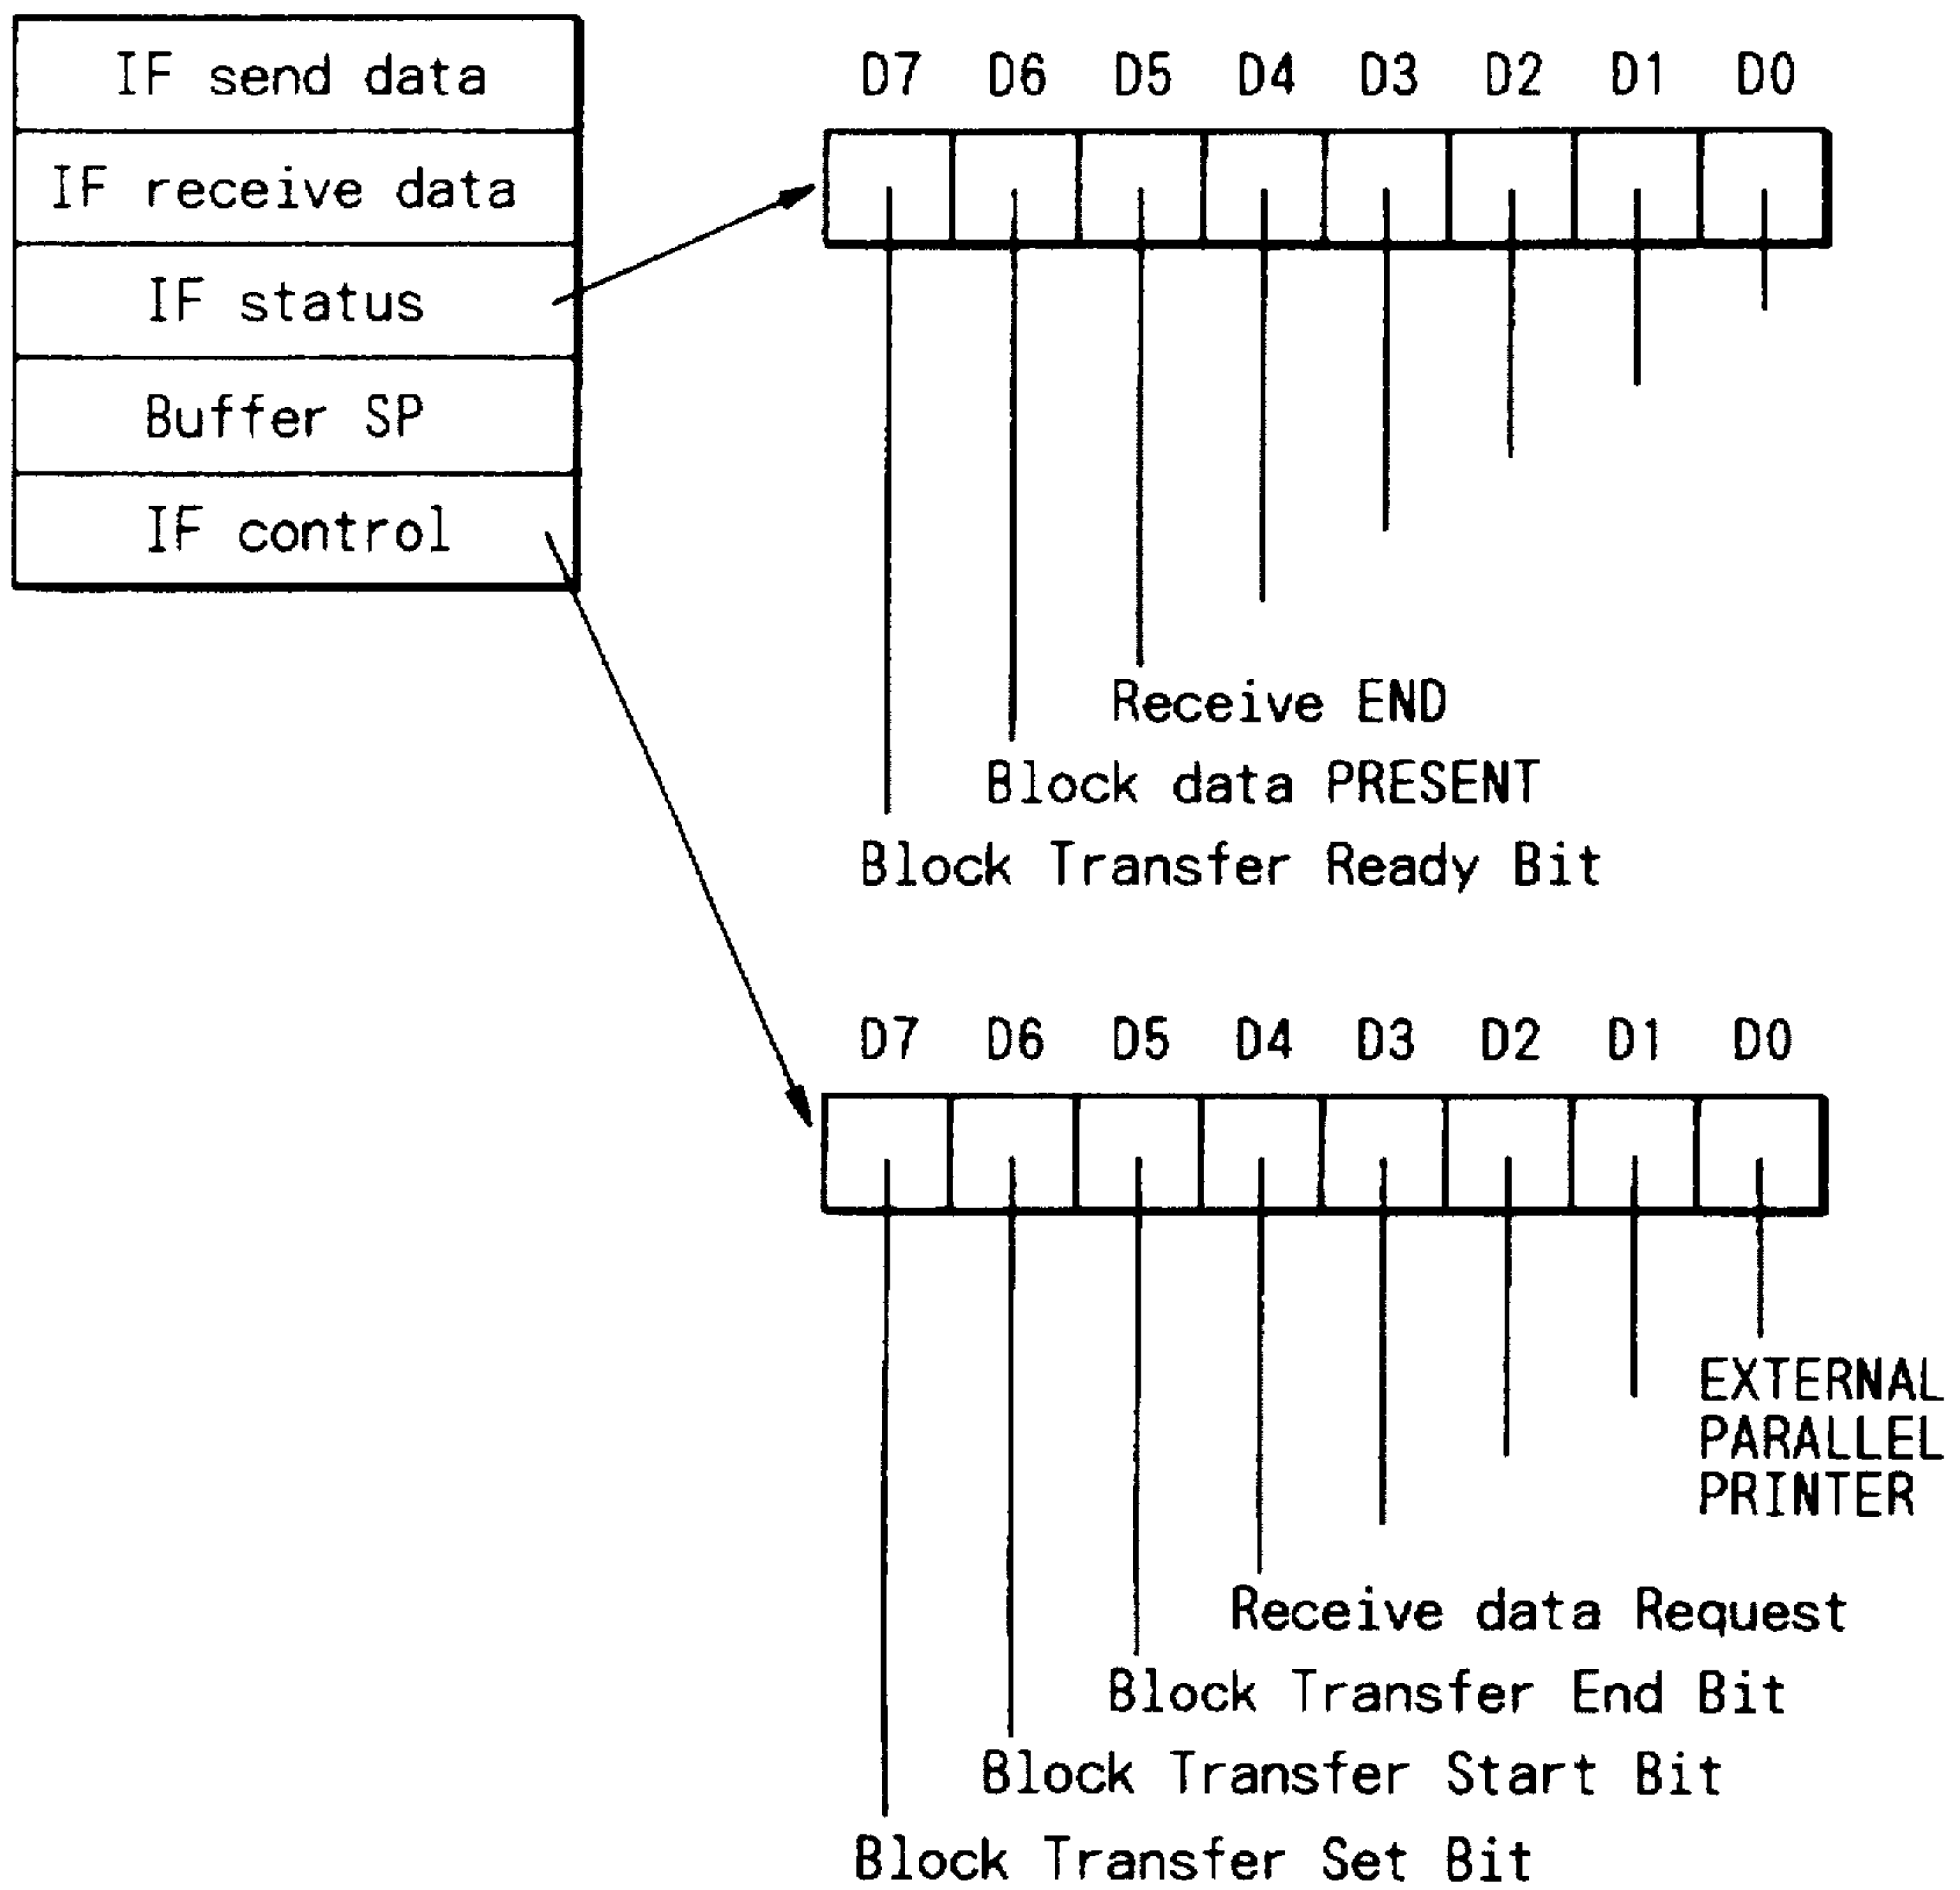 IF send data
IF receive data
IF status
Buffer SP
IF control
D7 D6 D5 D4 D3 D2 D1 D0
Receive END
Block data PRESENT
Block Transfer Ready Bit
D7 D6 D5 D4 D3 D2 D1 D0
EXTERNAL
PARALLEL
PRINTER
Receive data Request
Block Transfer End Bit
Block Transfer Start Bit
Block Transfer Set Bit